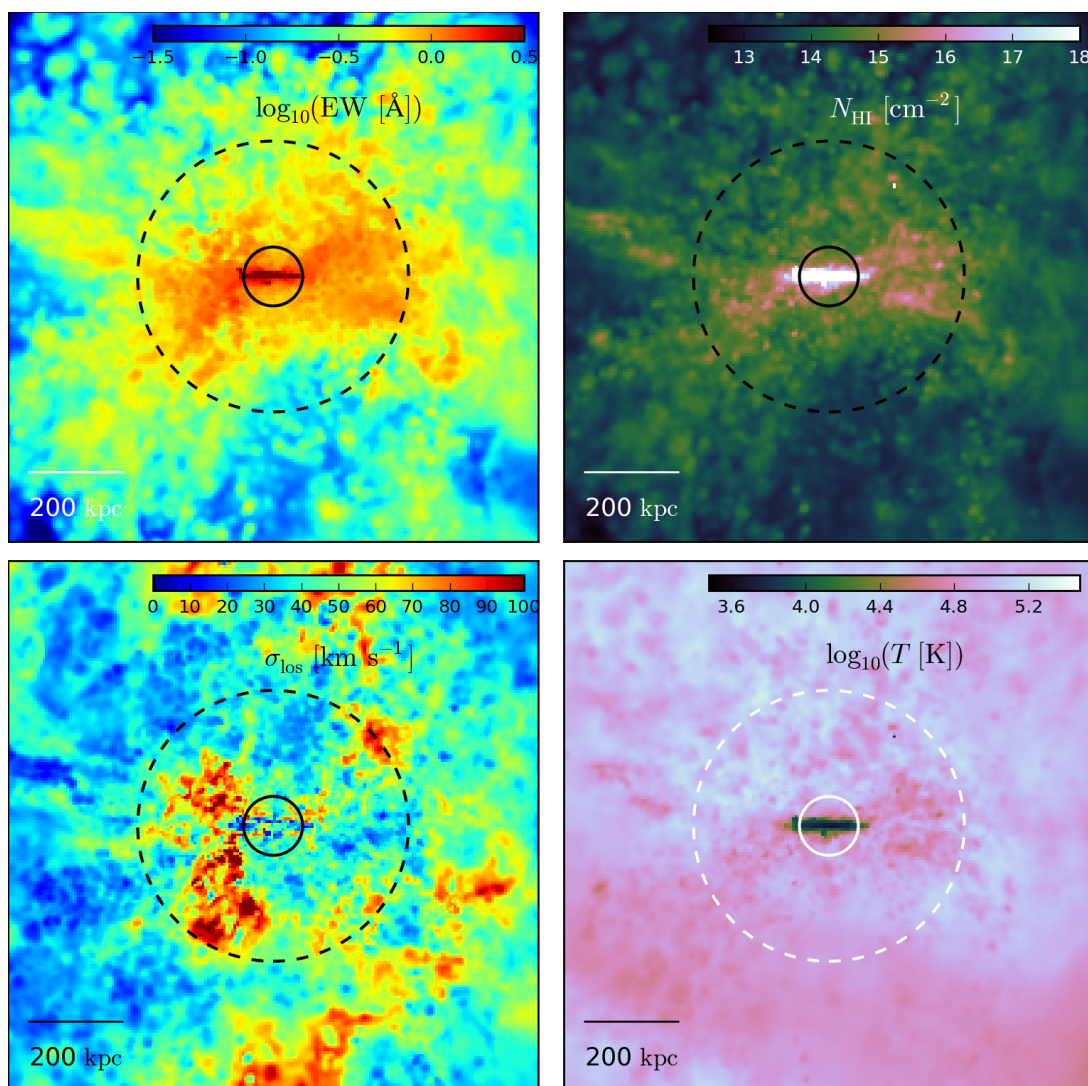 −1.5 −1.0 −0.5 0.0 0.5
log₁₀(EW [Å])
200 kpc
13 14 15 16 17 18
N_HI [cm⁻²]
200 kpc
0 10 20 30 40 50 60 70 80 90 100
σ_los [km s⁻¹]
200 kpc
3.6 4.0 4.4 4.8 5.2
log₁₀(T [K])
200 kpc